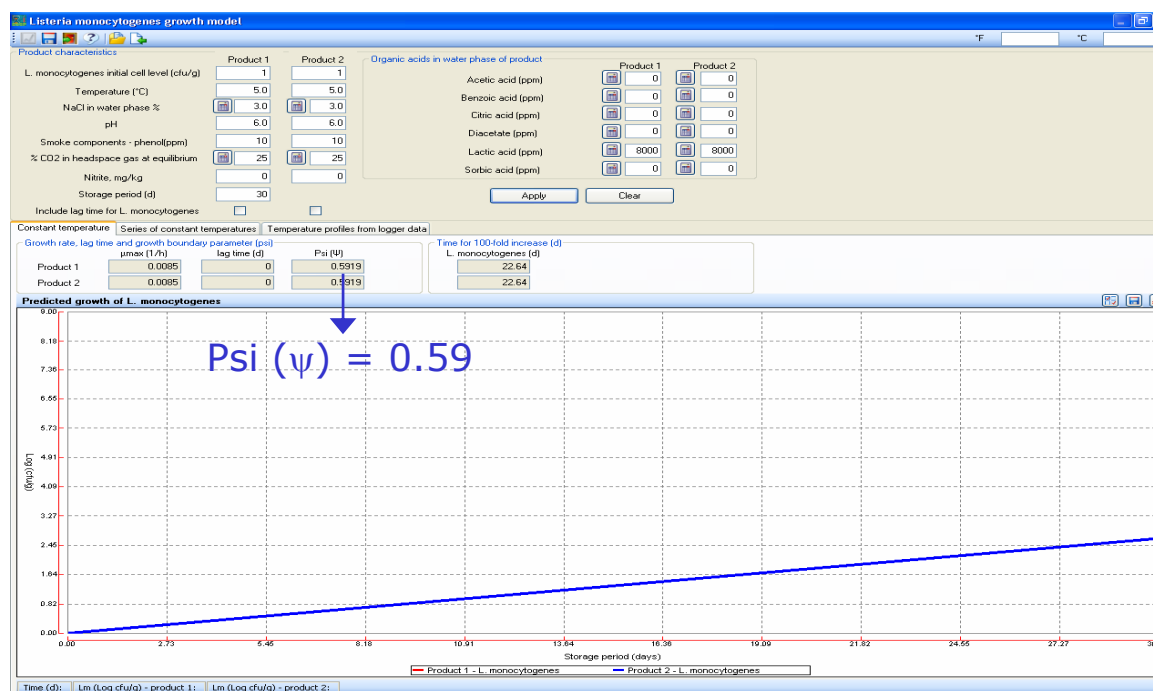 Listeria monocytogenes growth model
°F °C
Product characteristics
Product 1 Product 2
L. monocytogenes initial cell level (cfu/g) 1 1
Temperature (°C) 5.0 5.0
NaCl in water phase % 3.0 3.0
pH 6.0 6.0
Smoke components - phenol(ppm) 10 10
% CO2 in headspace gas at equilibrium 25 25
Nitrite, mg/kg 0 0
Storage period (d) 30
Include lag time for L. monocytogenes
Organic acids in water phase of product
Product 1 Product 2
Acetic acid (ppm) 0 0
Benzoic acid (ppm) 0 0
Citric acid (ppm) 0 0
Diacetate (ppm) 0 0
Lactic acid (ppm) 8000 8000
Sorbic acid (ppm) 0 0
Apply Clear
Constant temperature Series of constant temperatures Temperature profiles from logger data
Growth rate, lag time and growth boundary parameter (psi)
µmax (1/h) lag time (d) Psi (Ψ)
Product 1 0.0085 0 0.5919
Product 2 0.0085 0 0.5919
Time for 100-fold increase (d)
L. monocytogenes (d)
22.64
22.64
Predicted growth of L. monocytogenes
Psi (ψ) = 0.59
9.00
8.18
7.36
6.55
5.73
4.91
4.09
3.27
2.45
1.64
0.82
0.00
Log (cfu/g)
0.00 2.73 5.45 8.18 10.91 13.64 16.36 19.09 21.82 24.55 27.27
Storage period (days)
Product 1 - L. monocytogenes Product 2 - L. monocytogenes
Time (d): Lm (Log cfu/g) - product 1: Lm (Log cfu/g) - product 2: